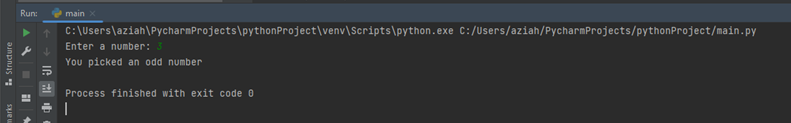 Run: main
C:\Users\aziah\PycharmProjects\pythonProject\venv\Scripts\python.exe C:/Users/aziah/PycharmProjects/pythonProject/main.py
Enter a number: 3
You picked an odd number
Process finished with exit code 0
Structure
marks